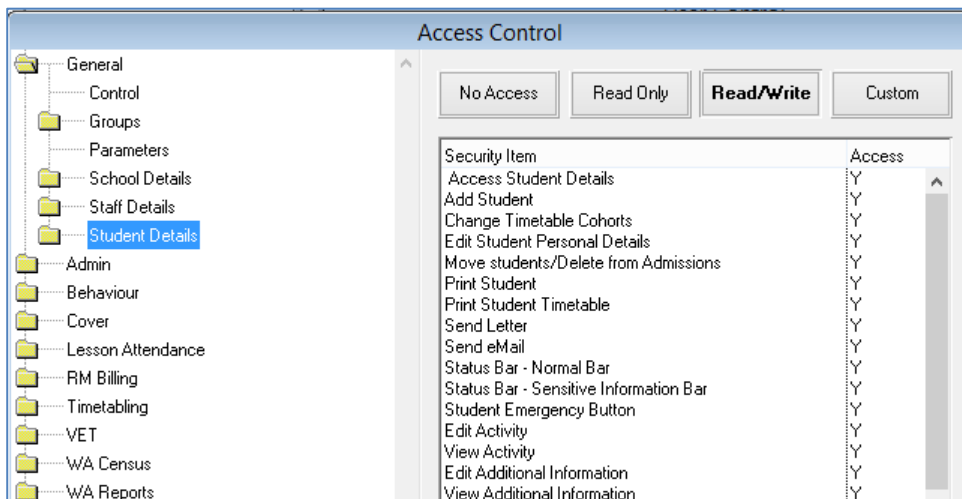 Access Control
General
Control
Groups
Parameters
School Details
Staff Details
Student Details
Admin
Behaviour
Cover
Lesson Attendance
RM Billing
Timetabling
VET
WA Census
WA Reports
No Access Read Only Read/Write Custom
Security Item Access
Access Student Details Y
Add Student Y
Change Timetable Cohorts Y
Edit Student Personal Details Y
Move students/Delete from Admissions Y
Print Student Y
Print Student Timetable Y
Send Letter Y
Send eMail Y
Status Bar - Normal Bar Y
Status Bar - Sensitive Information Bar Y
Student Emergency Button Y
Edit Activity Y
View Activity Y
Edit Additional Information Y
View Additional Information Y